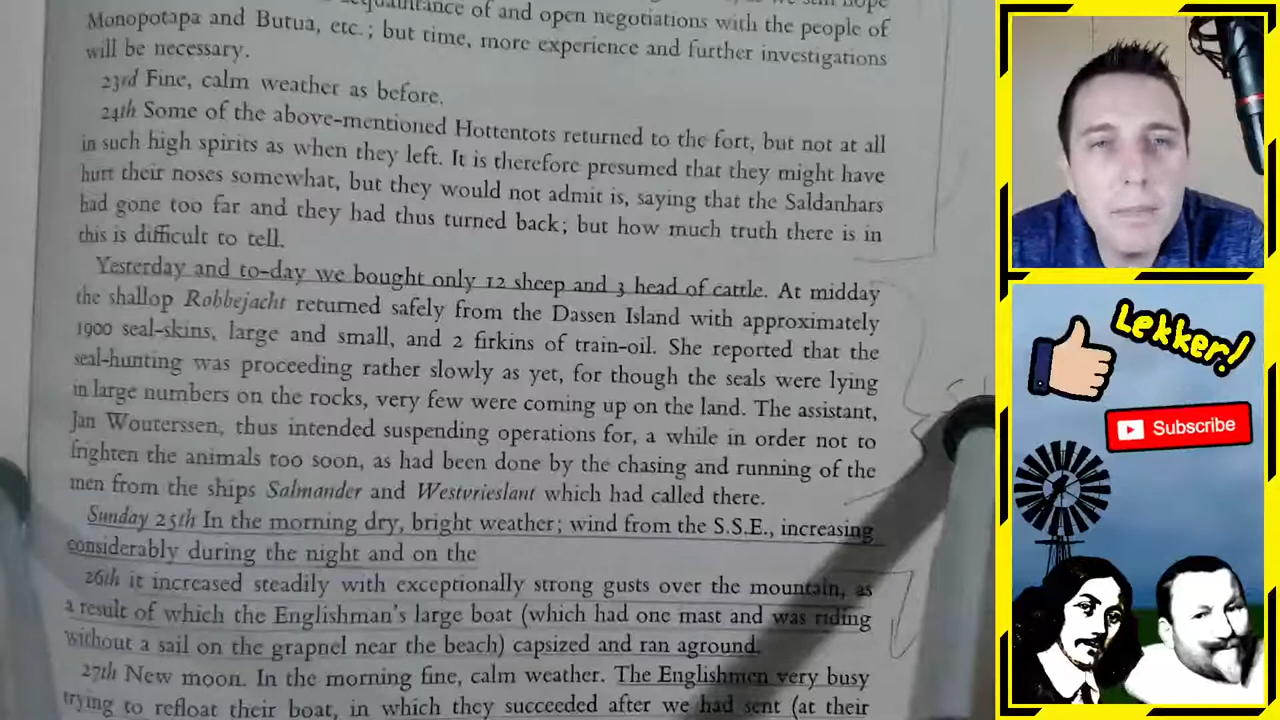 quaintance of and open negotiations with the people of
Monopotapa and Butua, etc.; but time, more experience and further investigations
will be necessary.
23rd Fine, calm weather as before.
24th Some of the above-mentioned Hottentots returned to the fort, but not at all
in such high spirits as when they left. It is therefore presumed that they might have
hurt their noses somewhat, but they would not admit is, saying that the Saldanhars
had gone too far and they had thus turned back; but how much truth there is in
this is difficult to tell.
Yesterday and to-day we bought only 12 sheep and 3 head of cattle. At midday
the shallop Robbejacht returned safely from the Dassen Island with approximately
1900 seal-skins, large and small, and 2 firkins of train-oil. She reported that the
seal-hunting was proceeding rather slowly as yet, for though the seals were lying
in large numbers on the rocks, very few were coming up on the land. The assistant,
Jan Wouterssen, thus intended suspending operations for, a while in order not to
frighten the animals too soon, as had been done by the chasing and running of the
men from the ships Salmander and Westvrieslant which had called there.
Sunday 25th In the morning dry, bright weather; wind from the S.S.E., increasing
considerably during the night and on the
26th it increased steadily with exceptionally strong gusts over the mountain, as
a result of which the Englishman's large boat (which had one mast and was riding
without a sail on the grapnel near the beach) capsized and ran aground.
27th New moon. In the morning fine, calm weather. The Englishmen very busy
trying to refloat their boat, in which they succeeded after we had sent (at their
Lekker!
Subscribe